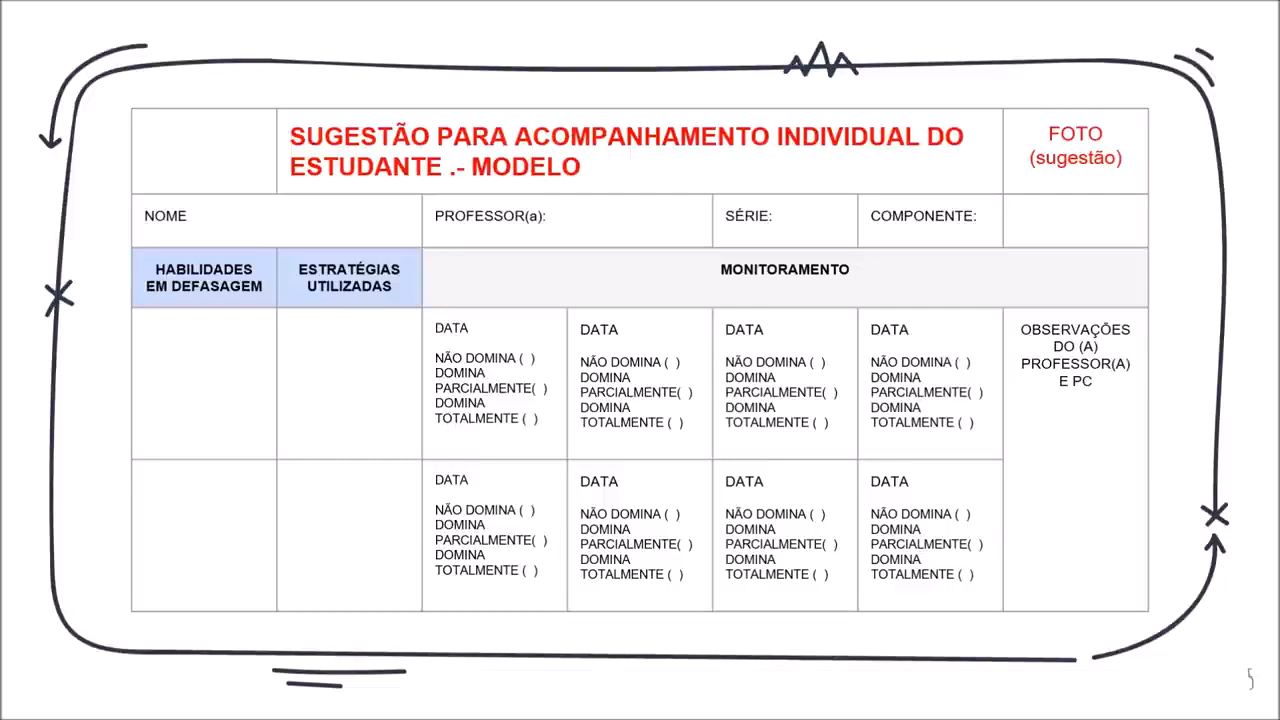 SUGESTÃO PARA ACOMPANHAMENTO INDIVIDUAL DO
ESTUDANTE .- MODELO
FOTO
(sugestão)
NOME
PROFESSOR(a):
SÉRIE:
COMPONENTE:
HABILIDADES
EM DEFASAGEM
ESTRATÉGIAS
UTILIZADAS
MONITORAMENTO
DATA
NÃO DOMINA ( )
DOMINA
PARCIALMENTE( )
DOMINA
TOTALMENTE ( )
DATA
NÃO DOMINA ( )
DOMINA
PARCIALMENTE( )
DOMINA
TOTALMENTE ( )
DATA
NÃO DOMINA ( )
DOMINA
PARCIALMENTE( )
DOMINA
TOTALMENTE ( )
DATA
NÃO DOMINA ( )
DOMINA
PARCIALMENTE( )
DOMINA
TOTALMENTE ( )
OBSERVAÇÕES
DO (A)
PROFESSOR(A)
E PC
DATA
NÃO DOMINA ( )
DOMINA
PARCIALMENTE( )
DOMINA
TOTALMENTE ( )
DATA
NÃO DOMINA ( )
DOMINA
PARCIALMENTE( )
DOMINA
TOTALMENTE ( )
DATA
NÃO DOMINA ( )
DOMINA
PARCIALMENTE( )
DOMINA
TOTALMENTE ( )
DATA
NÃO DOMINA ( )
DOMINA
PARCIALMENTE( )
DOMINA
TOTALMENTE ( )
5